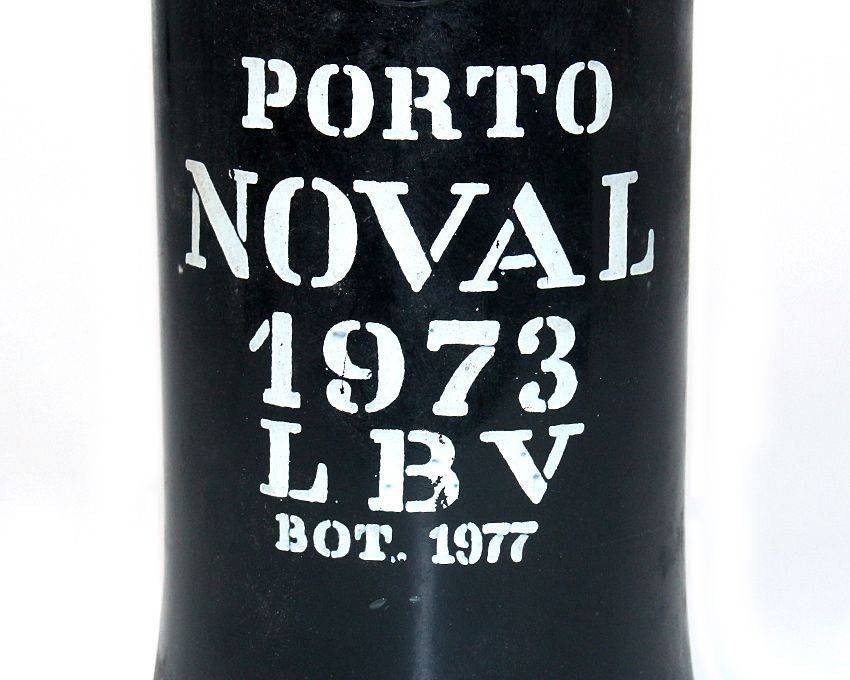 PORTO
NOVAL
1973
LBV
BOT. 1977